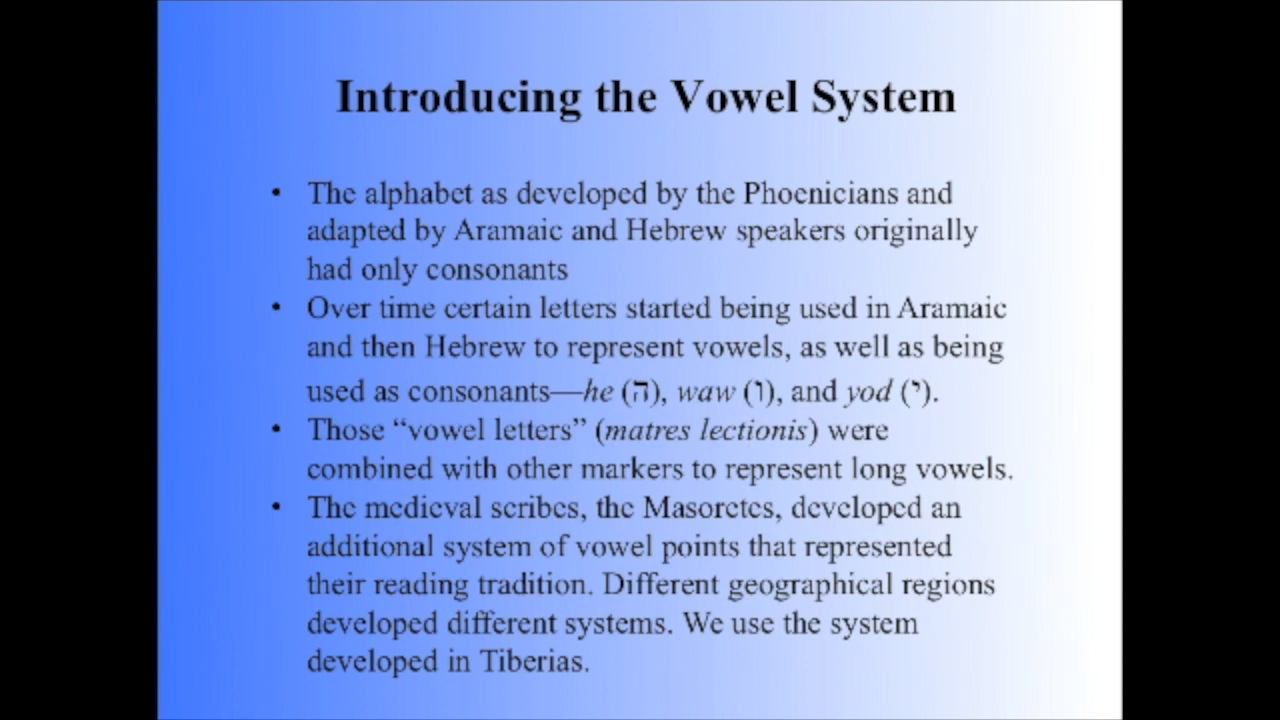 Introducing the Vowel System
• The alphabet as developed by the Phoenicians and
adapted by Aramaic and Hebrew speakers originally
had only consonants
• Over time certain letters started being used in Aramaic
and then Hebrew to represent vowels, as well as being
used as consonants—he (ה), waw (ו), and yod (י).
• Those “vowel letters” (matres lectionis) were
combined with other markers to represent long vowels.
• The medieval scribes, the Masoretes, developed an
additional system of vowel points that represented
their reading tradition. Different geographical regions
developed different systems. We use the system
developed in Tiberias.